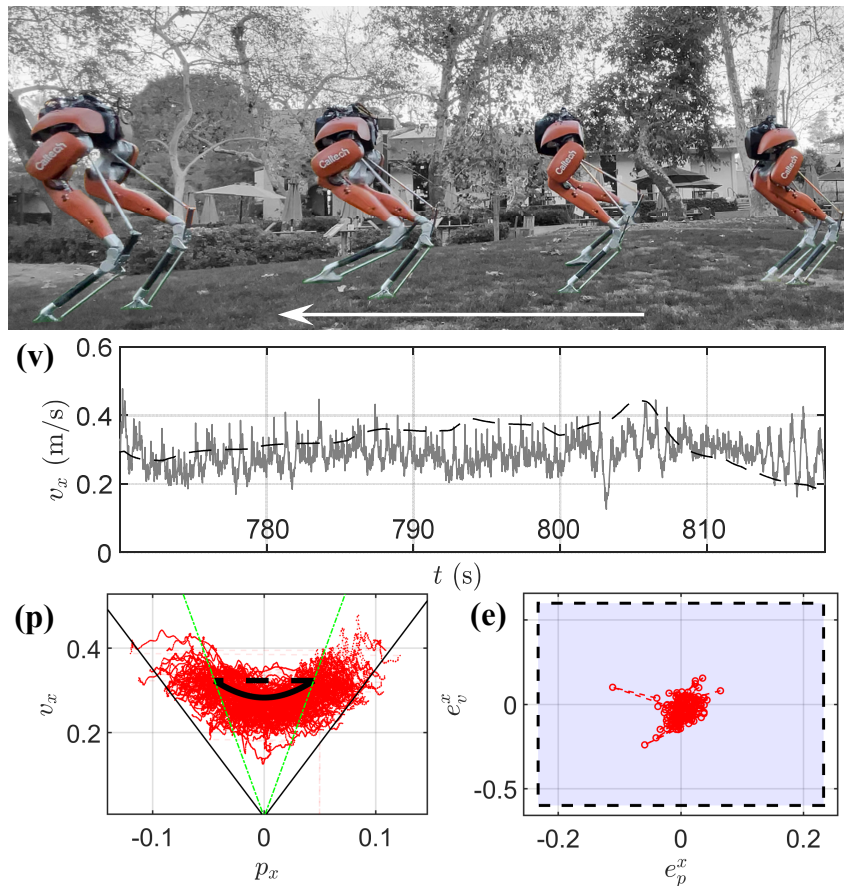 Caltech Caltech Caltech Caltech
(v)
0.6
0.4
0.2
0
v_x (m/s)
780 790 800 810
t (s)
(p)
0.4
0.2
v_x
-0.1 0 0.1
p_x
(e)
0
-0.5
e_v^x
-0.2 0 0.2
e_p^x